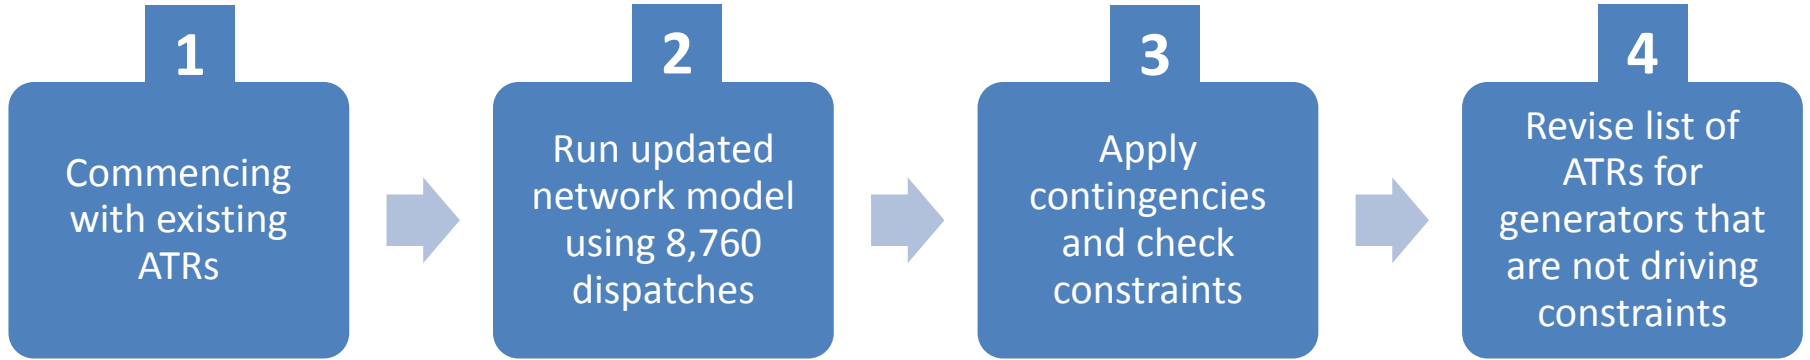 1
Commencing
with existing
ATRs
2
Run updated
network model
using 8,760
dispatches
3
Apply
contingencies
and check
constraints
4
Revise list of
ATRs for
generators that
are not driving
constraints